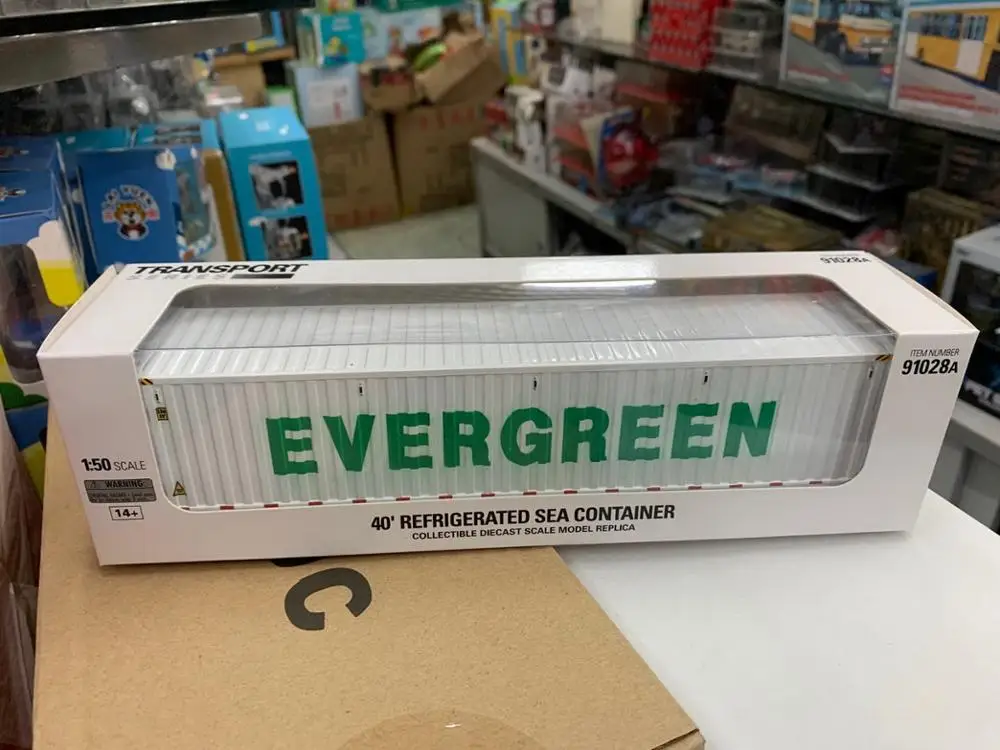 TRANSPORT
SERIES
91028A
ITEM NUMBER
91028A
EVERGREEN
1:50 SCALE
WARNING:
14+
40' REFRIGERATED SEA CONTAINER
COLLECTIBLE DIECAST SCALE MODEL REPLICA
C